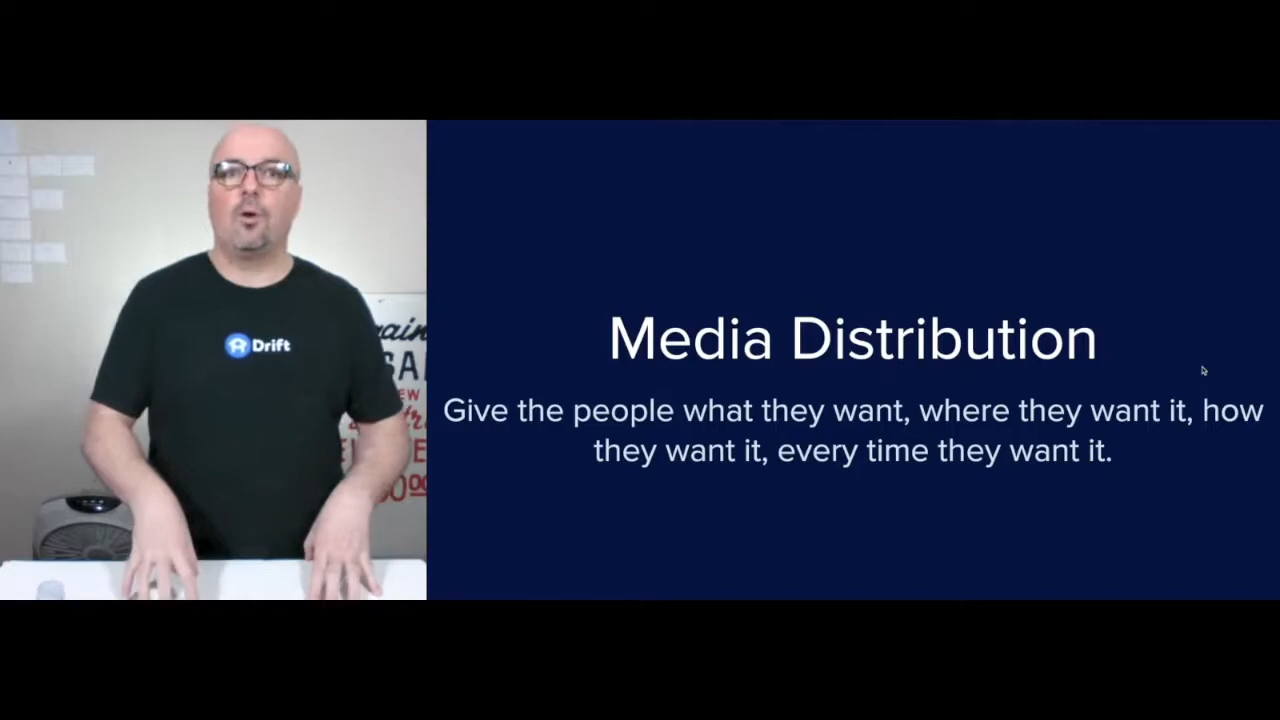 Drift
Media Distribution
Give the people what they want, where they want it, how
they want it, every time they want it.